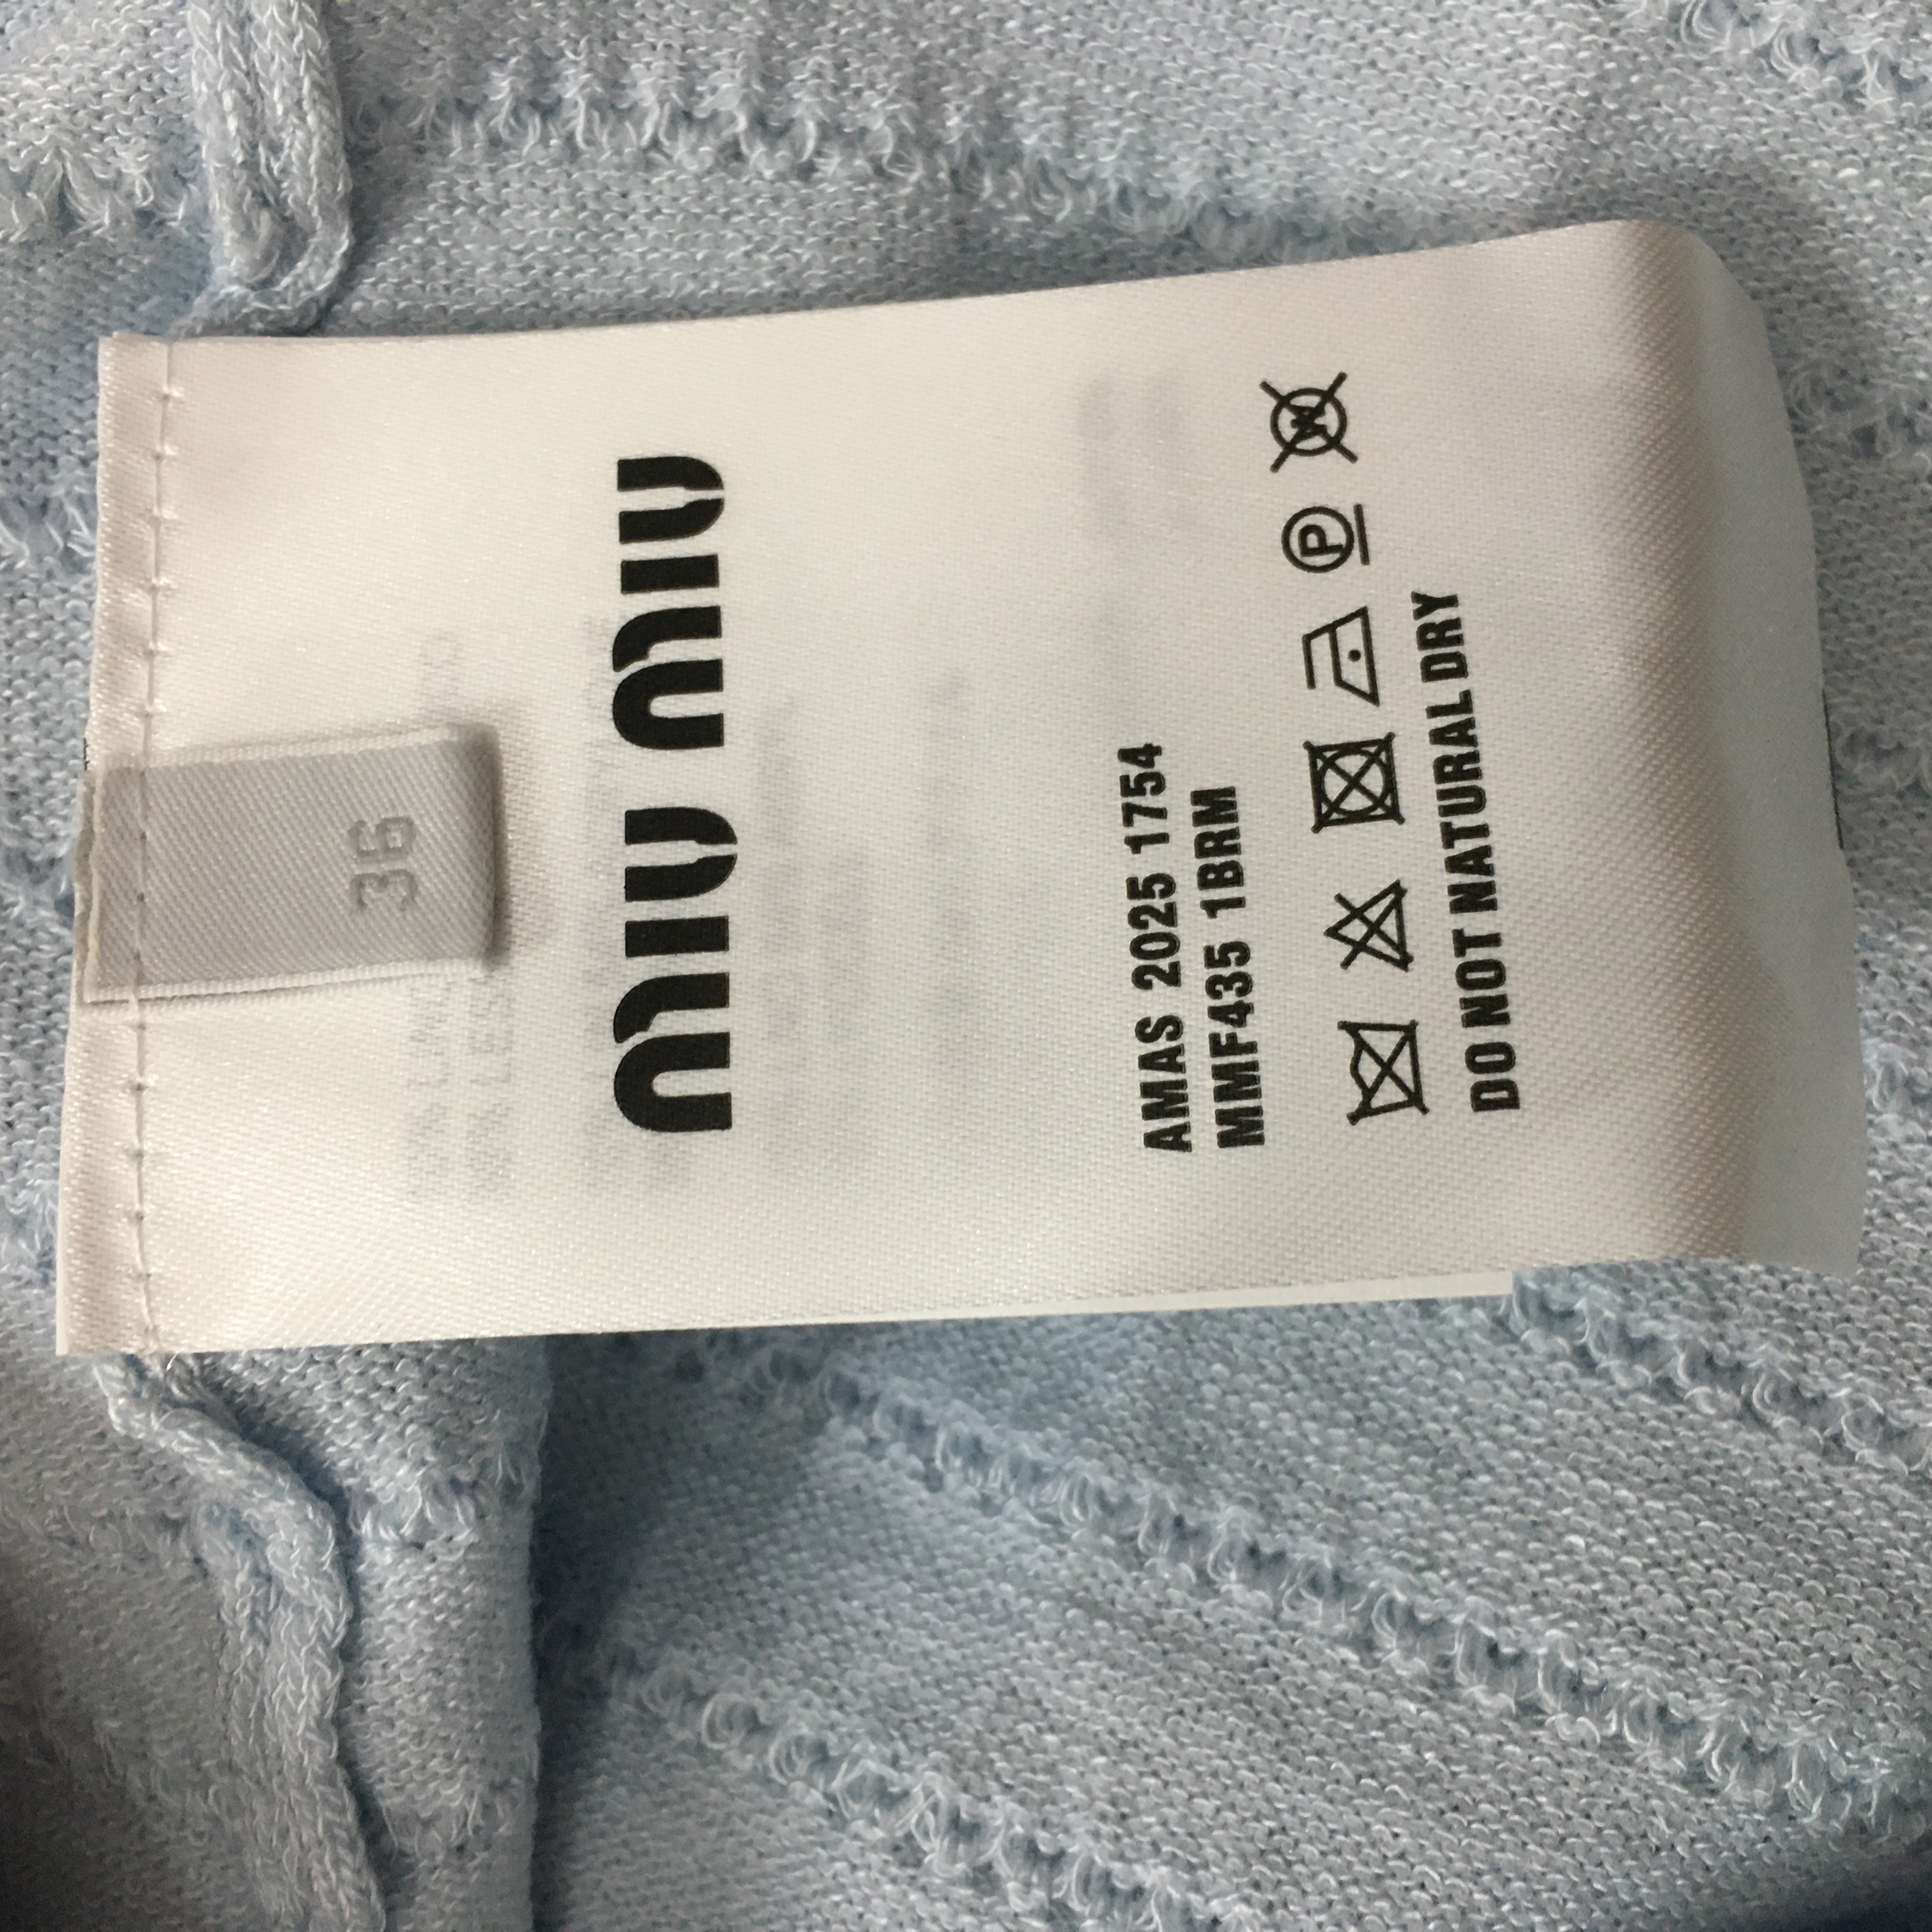 36
miu miu
AMAS 2025 1754
MMF435 1BRM
P W
DO NOT NATURAL DRY